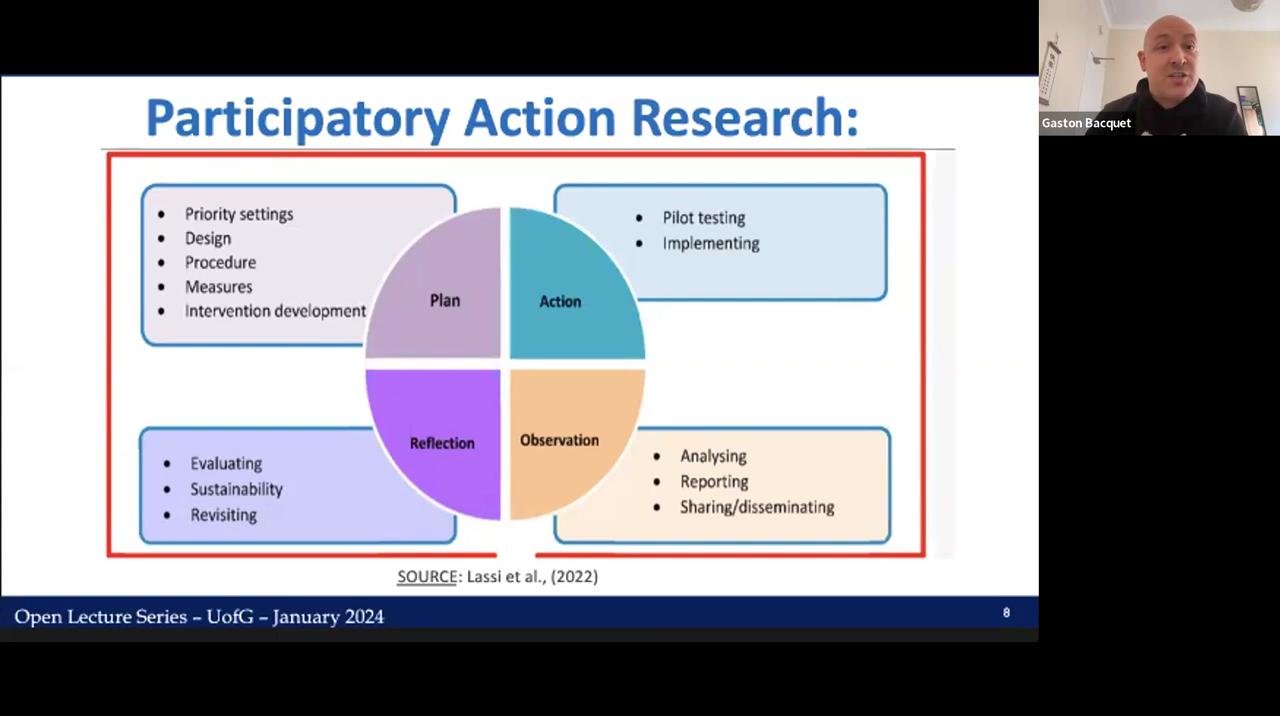 Participatory Action Research:
Priority settings
Design
Procedure
Measures
Intervention development
Pilot testing
Implementing
Plan
Action
Reflection
Observation
Evaluating
Sustainability
Revisiting
Analysing
Reporting
Sharing/disseminating
SOURCE: Lassi et al., (2022)
Open Lecture Series – UofG – January 2024
8
Gaston Bacquet